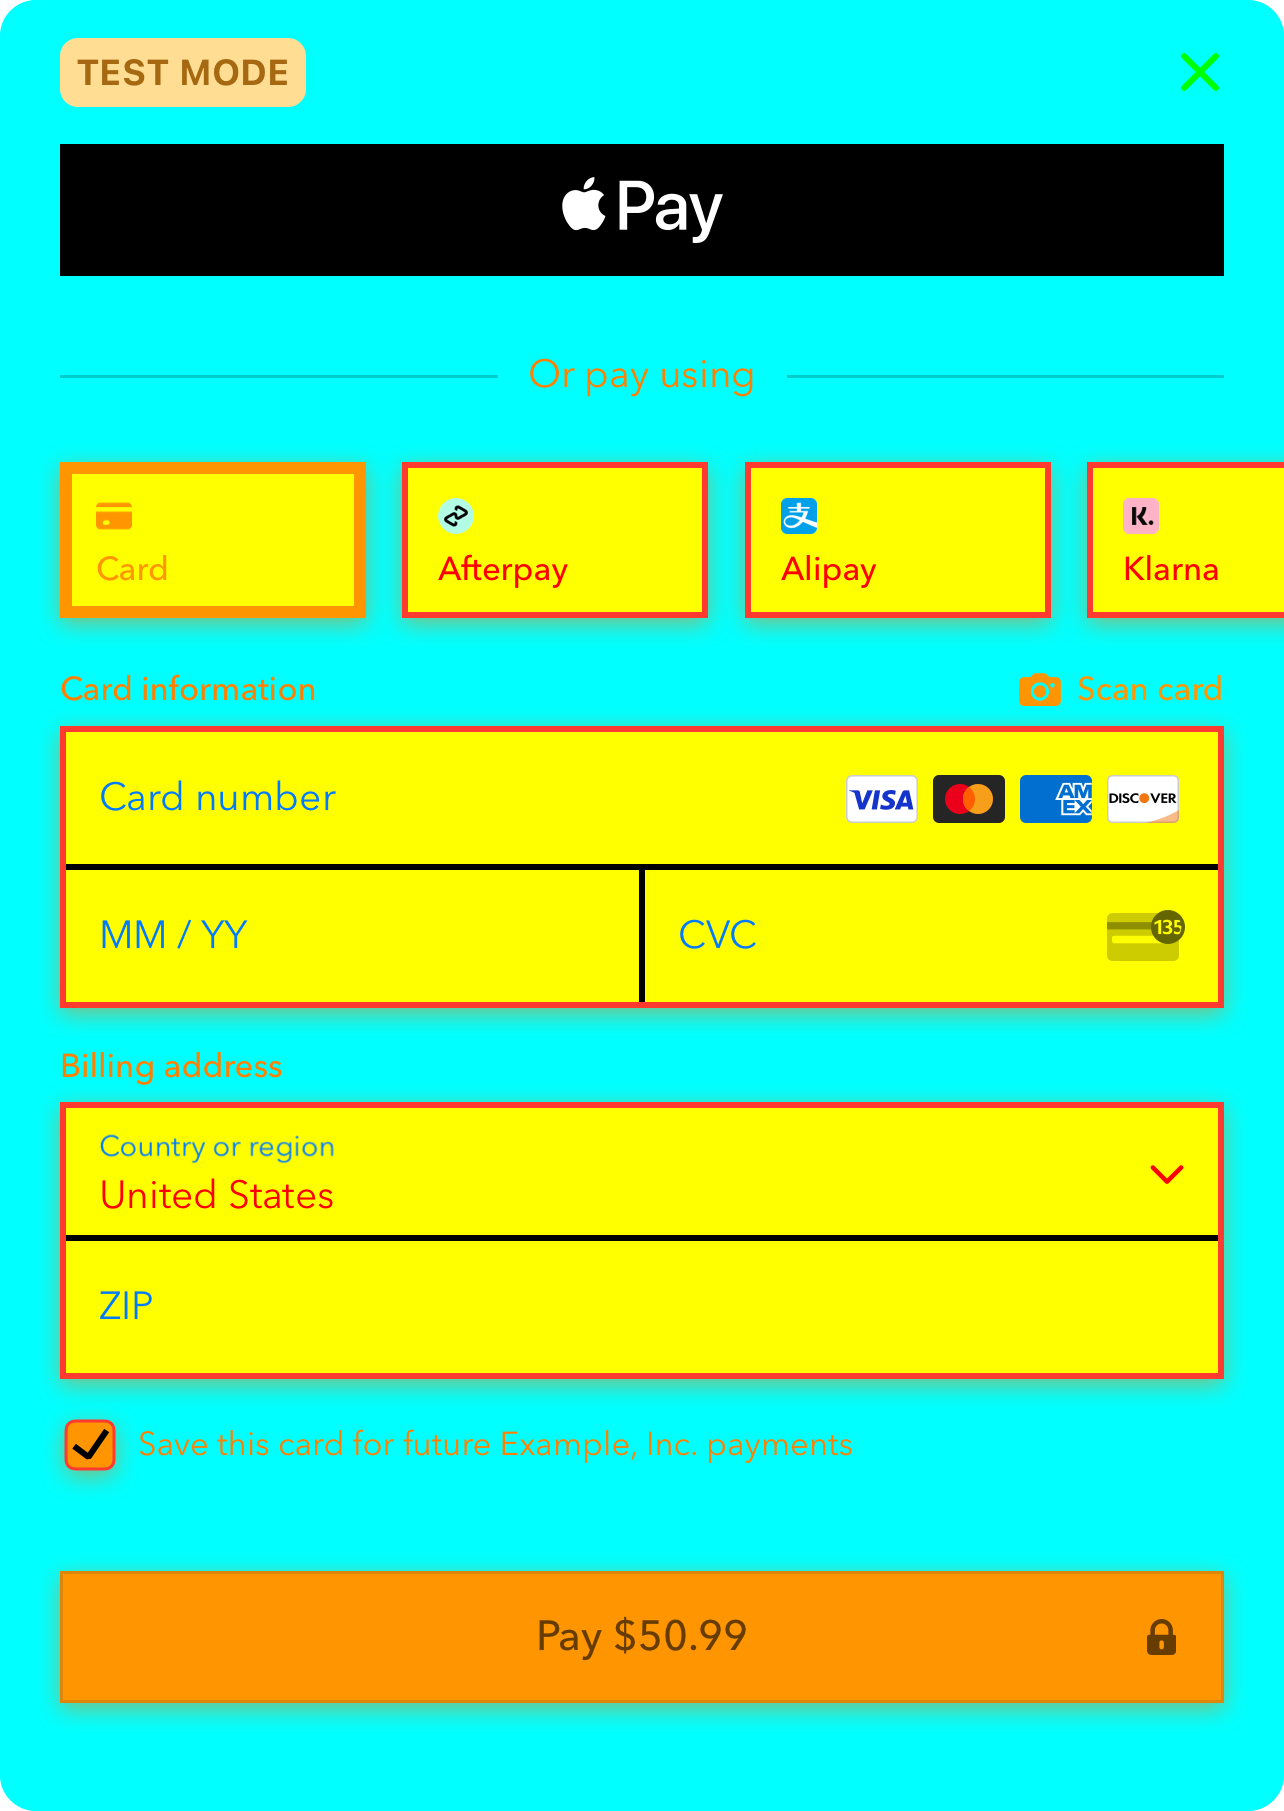 TEST MODE
Pay
Or pay using
Card
Afterpay
Alipay
Klarna
K.
支
Card information
Scan card
Card number
VISA
AM
EX
DISCOVER
MM / YY
CVC
135
Billing address
Country or region
United States
ZIP
Save this card for future Example, Inc. payments
Pay $50.99